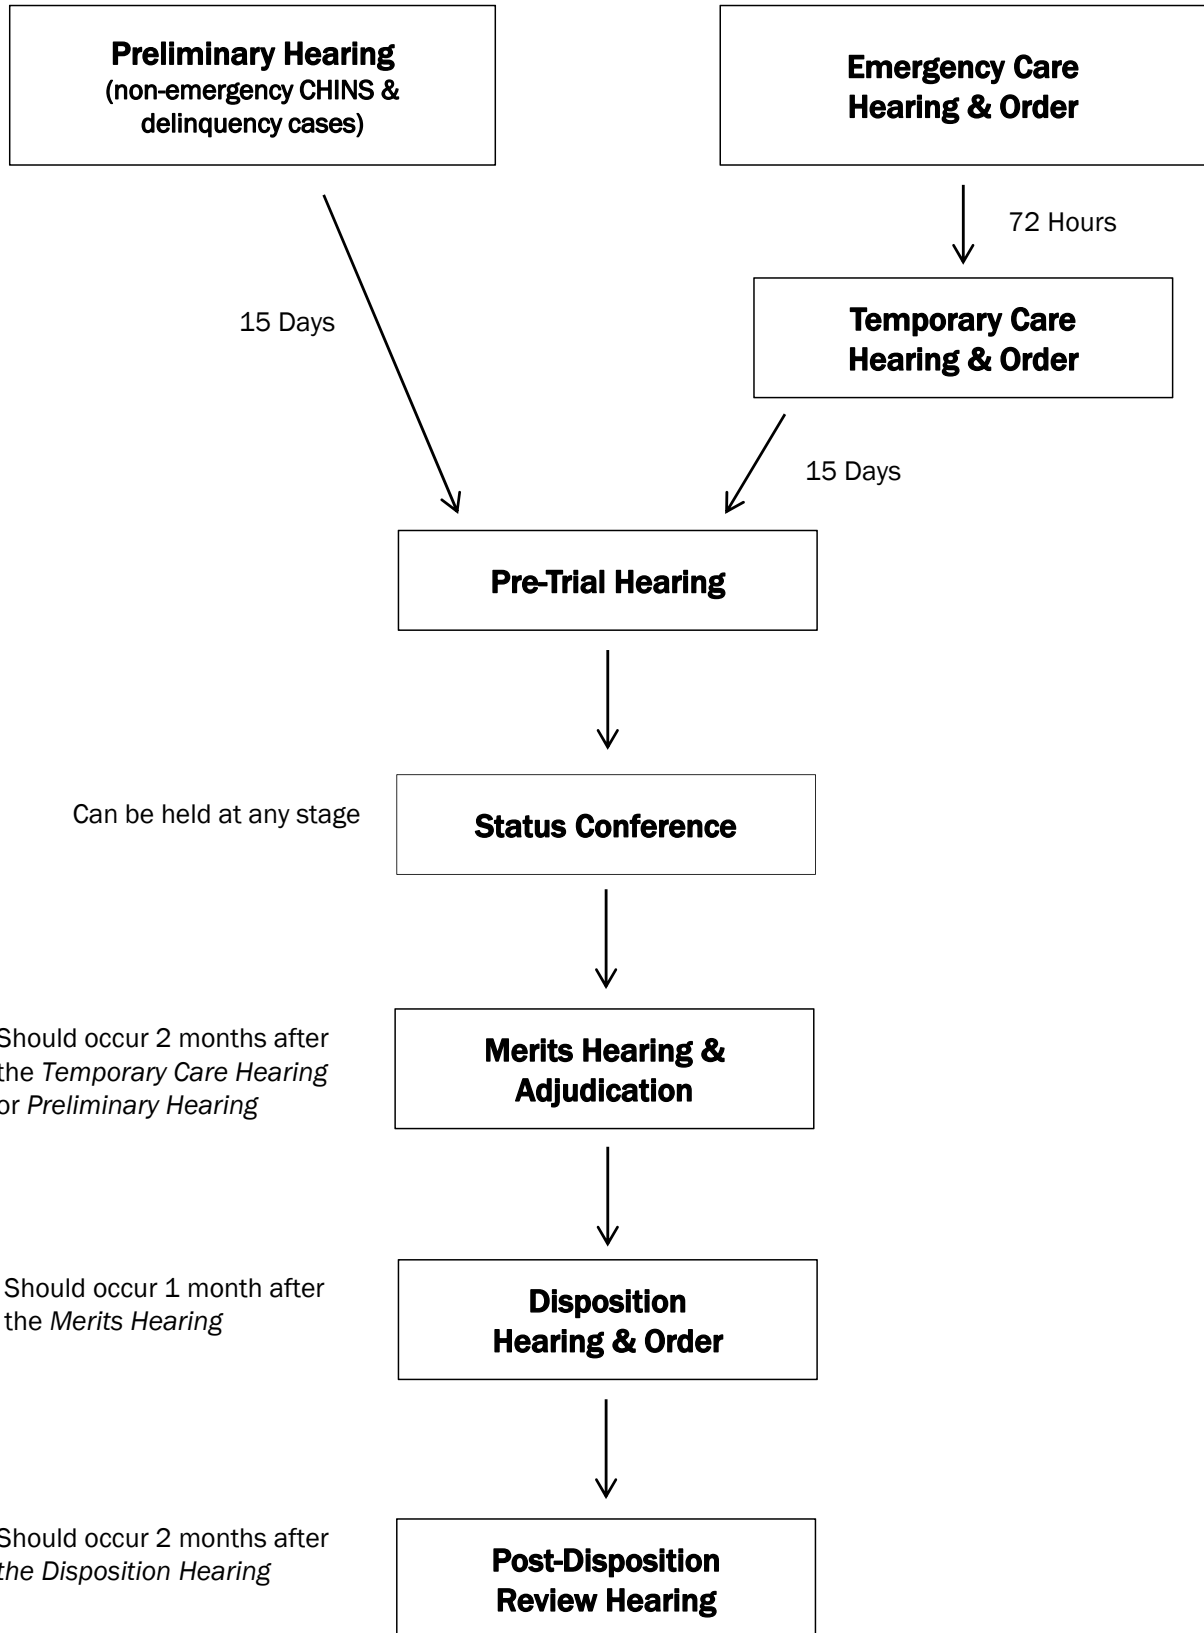 Preliminary Hearing
(non-emergency CHINS &
delinquency cases)
Emergency Care
Hearing & Order
72 Hours
Temporary Care
Hearing & Order
15 Days
15 Days
Pre-Trial Hearing
Can be held at any stage
Status Conference
Should occur 2 months after
the Temporary Care Hearing
or Preliminary Hearing
Merits Hearing &
Adjudication
Should occur 1 month after
the Merits Hearing
Disposition
Hearing & Order
Should occur 2 months after
the Disposition Hearing
Post-Disposition
Review Hearing